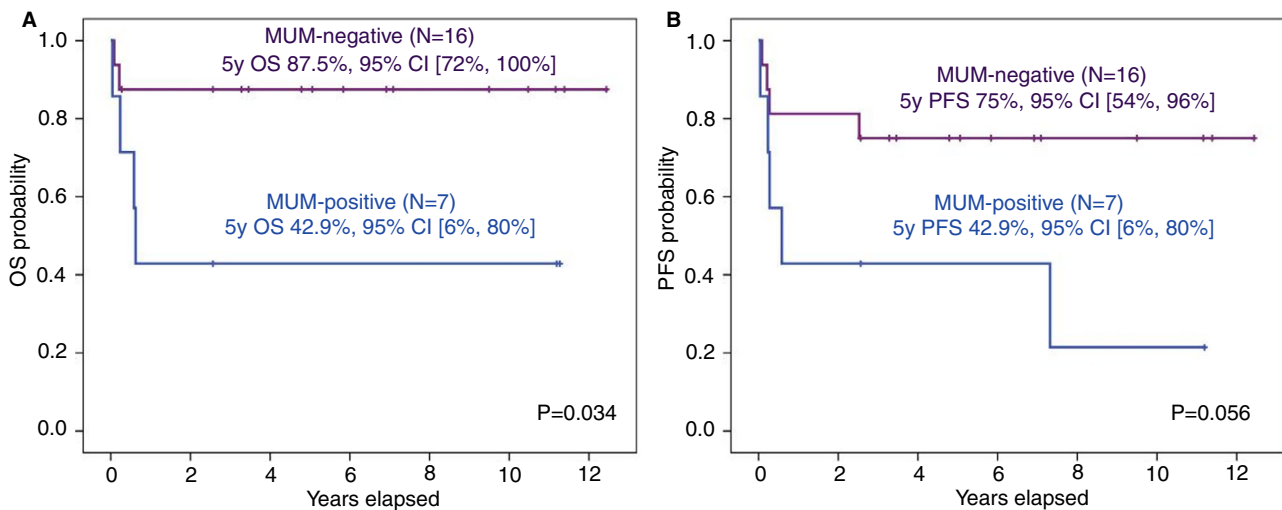 A
MUM-negative (N=16)
5y OS 87.5%, 95% CI [72%, 100%]
MUM-positive (N=7)
5y OS 42.9%, 95% CI [6%, 80%]
P=0.034
OS probability
1.0
0.8
0.6
0.4
0.2
0.0
0 2 4 6 8 10 12
Years elapsed
B
MUM-negative (N=16)
5y PFS 75%, 95% CI [54%, 96%]
MUM-positive (N=7)
5y PFS 42.9%, 95% CI [6%, 80%]
P=0.056
PFS probability
1.0
0.8
0.6
0.4
0.2
0.0
0 2 4 6 8 10 12
Years elapsed